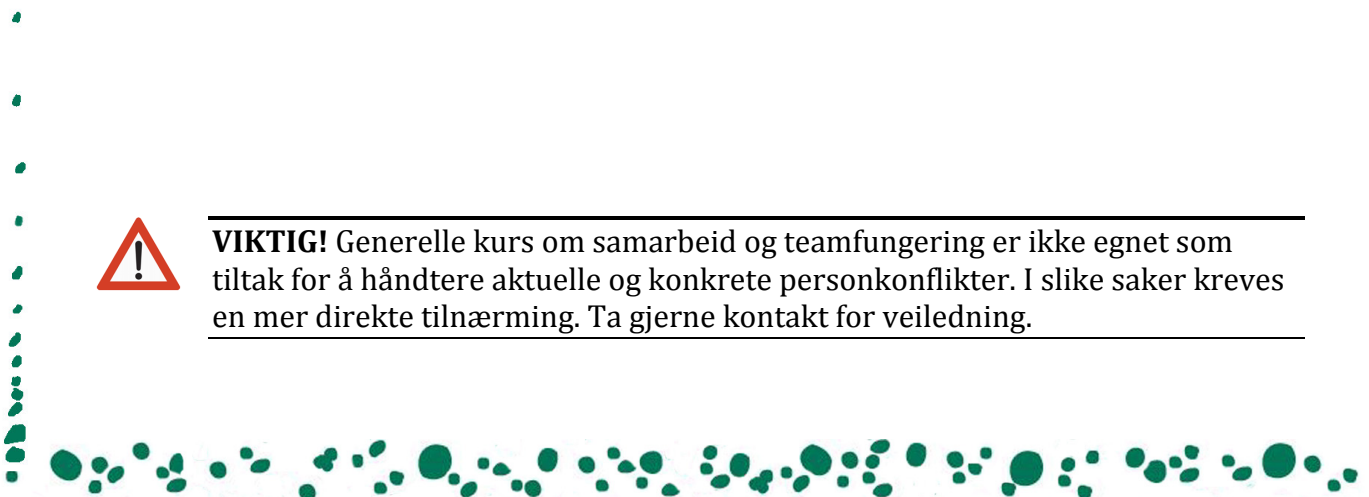 VIKTIG! Generelle kurs om samarbeid og teamfungering er ikke egnet som
tiltak for å håndtere aktuelle og konkrete personkonflikter. I slike saker kreves
en mer direkte tilnærming. Ta gjerne kontakt for veiledning.